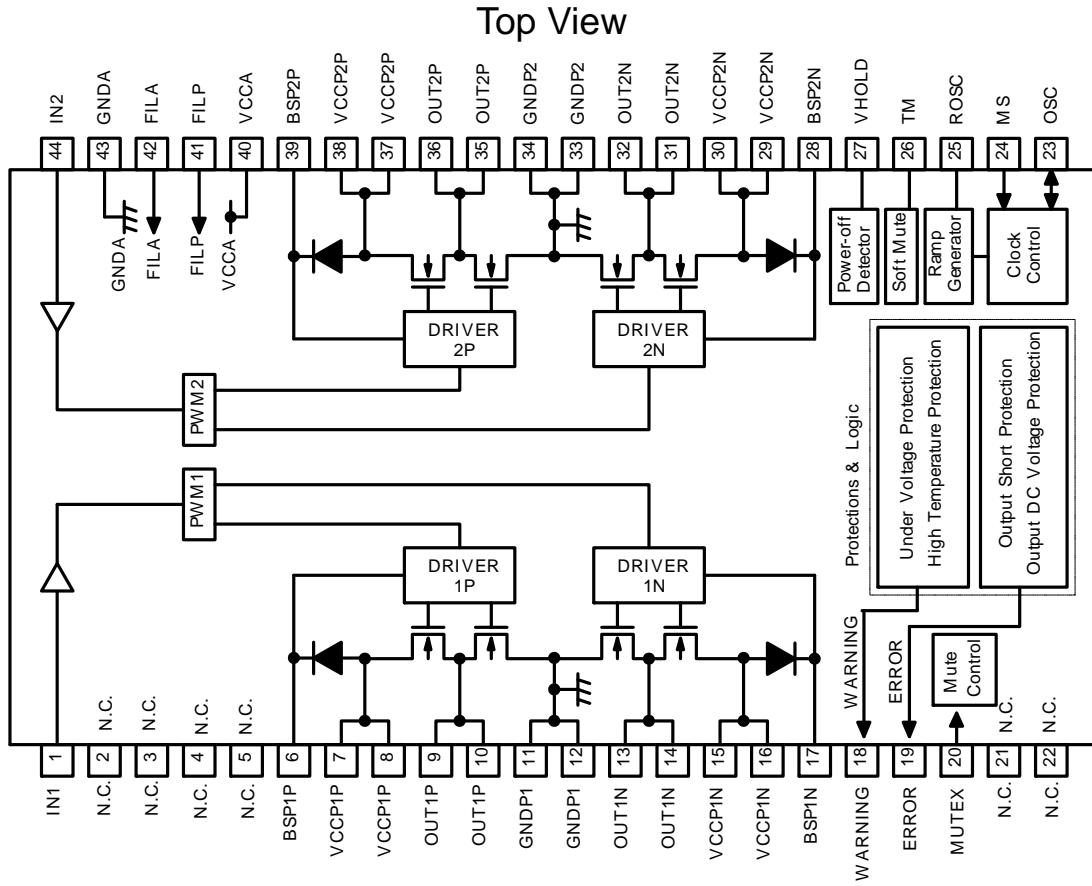 Top View
IN2
GNDA
FILA
FILP
VCCA
BSP2P
VCCP2P
VCCP2P
OUT2P
OUT2P
GNDP2
GNDP2
OUT2N
OUT2N
VCCP2N
VCCP2N
BSP2N
VHOLD
TM
ROSC
MS
OSC
44
43
42
41
40
39
38
37
36
35
34
33
32
31
30
29
28
27
26
25
24
23
GNDA
FILA
FILP
VCCA
Power-off
Detector
Soft Mute
Ramp
Generator
Clock
Control
DRIVER
2P
DRIVER
2N
PWM2
PWM1
DRIVER
1P
DRIVER
1N
Protections & Logic
Under Voltage Protection
High Temperature Protection
Output Short Protection
Output DC Voltage Protection
WARNING
ERROR
Mute
Control
N.C.
N.C.
N.C.
N.C.
N.C.
N.C.
1
2
3
4
5
6
7
8
9
10
11
12
13
14
15
16
17
18
19
20
21
22
IN1
N.C.
N.C.
N.C.
N.C.
BSP1P
VCCP1P
VCCP1P
OUT1P
OUT1P
GNDP1
GNDP1
OUT1N
OUT1N
VCCP1N
VCCP1N
BSP1N
WARNING
ERROR
MUTEX
N.C.
N.C.